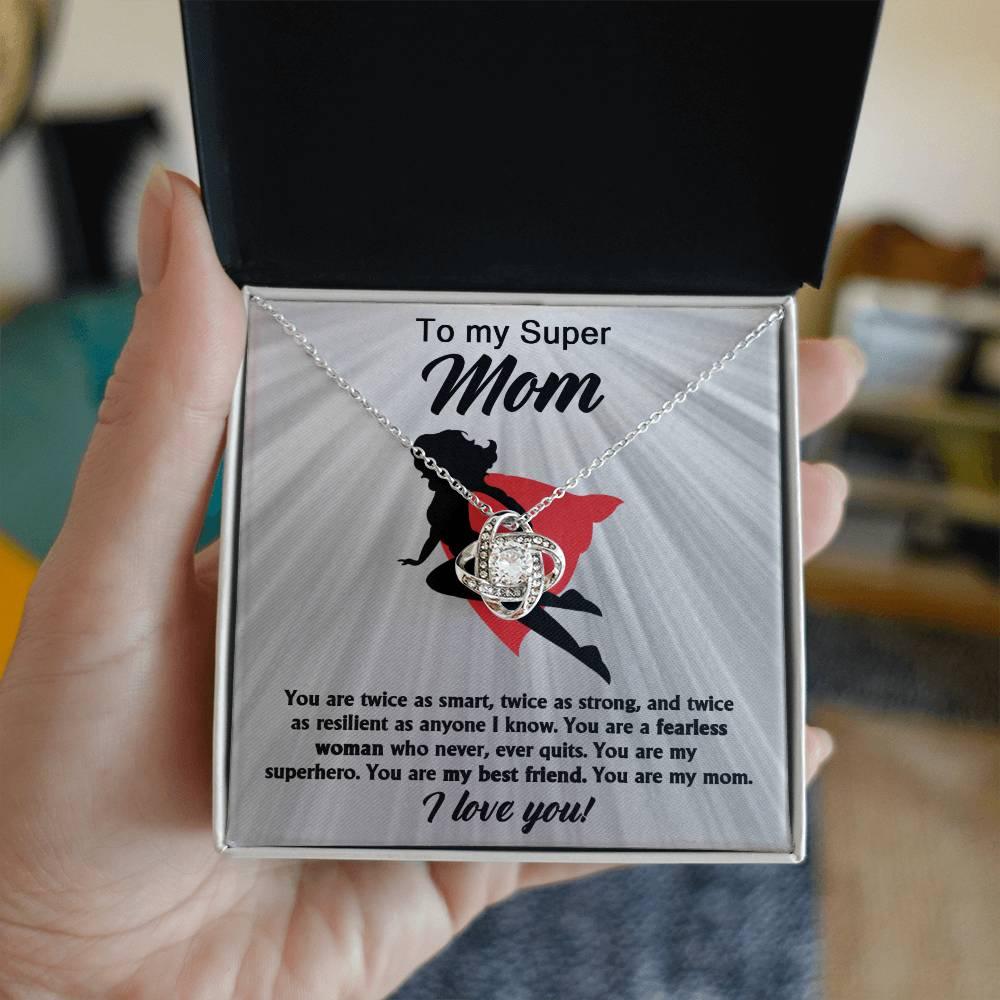 To my Super
Mom
You are twice as smart, twice as strong, and twice
as resilient as anyone I know. You are a fearless
woman who never, ever quits. You are my
superhero. You are my best friend. You are my mom.
I love you!